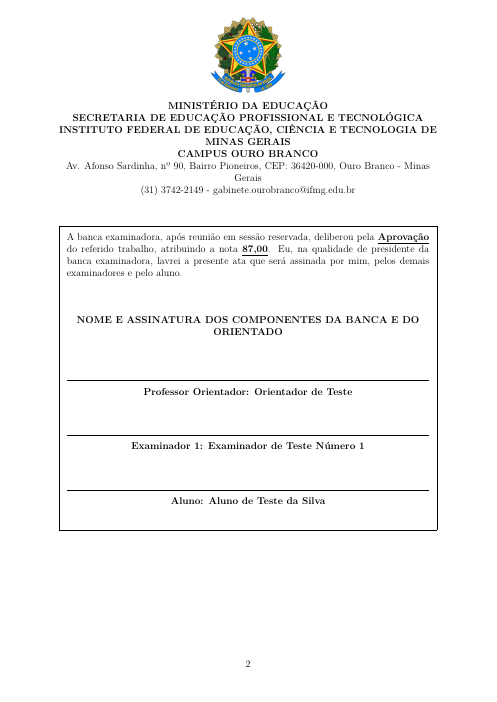 MINISTÉRIO DA EDUCAÇÃO
SECRETARIA DE EDUCAÇÃO PROFISSIONAL E TECNOLÓGICA
INSTITUTO FEDERAL DE EDUCAÇÃO, CIÊNCIA E TECNOLOGIA DE
MINAS GERAIS
CAMPUS OURO BRANCO
Av. Afonso Sardinha, nº 90, Bairro Pioneiros, CEP: 36420-000, Ouro Branco - Minas
Gerais
(31) 3742-2149 - gabinete.ourobranco@ifmg.edu.br
A banca examinadora, após reunião em sessão reservada, deliberou pela Aprovação
do referido trabalho, atribuindo a nota 87,00. Eu, na qualidade de presidente da
banca examinadora, lavrei a presente ata que será assinada por mim, pelos demais
examinadores e pelo aluno.
NOME E ASSINATURA DOS COMPONENTES DA BANCA E DO
ORIENTADO
Professor Orientador: Orientador de Teste
Examinador 1: Examinador de Teste Número 1
Aluno: Aluno de Teste da Silva
2